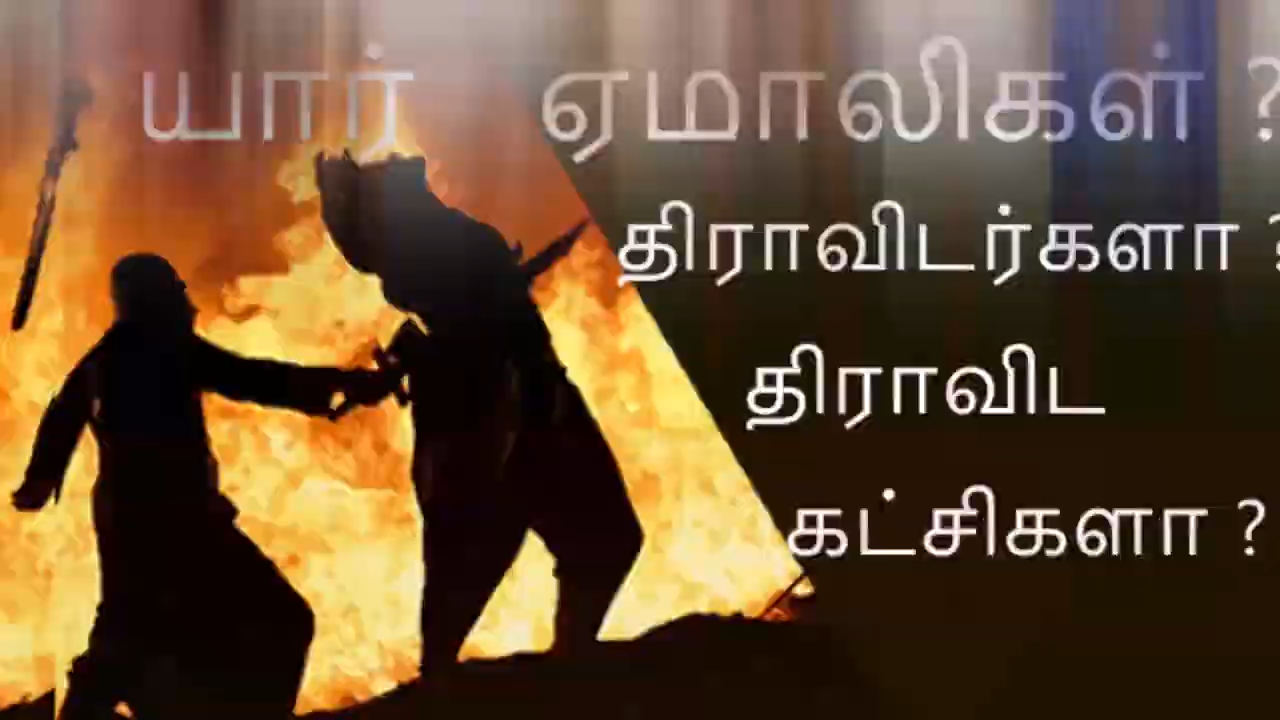 யார் ஏமாலிகள் ?
திராவிடர்களா ?
திராவிட
கட்சிகளா ?